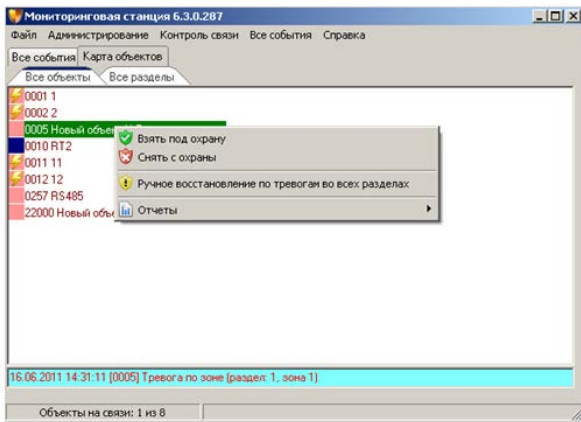 Мониторинговая станция 6.3.0.287
Файл Администрирование Контроль связи Все события Справка
Все события Карта объектов
Все объекты Все разделы
0001 1
0002 2
0005 Новый объект
Взять под охрану
0010 RT2
Снять с охраны
0011 11
0012 12
Ручное восстановление по тревогам во всех разделах
0257 RS485
22000 Новый
Отчеты
16.06.2011 14:31:11 [0005] Тревога по зоне (раздел: 1, зона 1)
Объекты на связи: 1 из 8